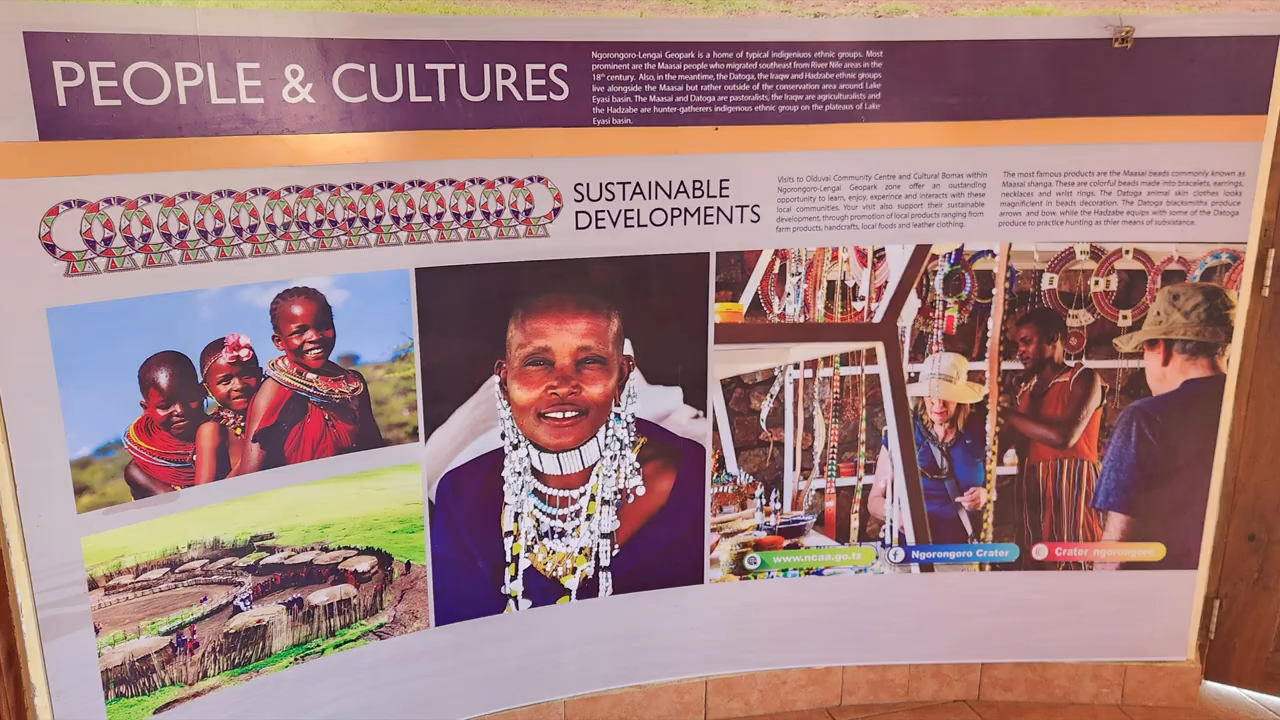 PEOPLE & CULTURES
Ngorongoro-Lengai Geopark is a home of typical indigeniuos ethnic groups. Most
prominent are the Maasai people who migrated southeast from River Nile areas in the
18th century. Also, in the meantime, the Datoga, the Iraqw and Hadzabe ethnic groups
live alongside the Maasai but rather outside of the conservation area around Lake
Eyasi basin. The Maasai and Datoga are pastoralists, the Iraqw are agriculturalists and
the Hadzabe are hunter-gatherers indigenous ethnic group on the plateaus of Lake
Eyasi basin.
SUSTAINABLE
DEVELOPMENTS
Visits to Olduvai Community Centre and Cultural Bomas within
Ngorongoro-Lengai Geopark zone offer an oustanding
opportunity to learn, enjoy, experince and interacts with these
local communities. Your visit also support their sustainable
development, through promotion of local products ranging from
farm products, handcrafts, local foods and leather clothing.
The most famous products are the Maasai beads commonly known as
Maasai shanga. These are colorful beads made into bracelets, earrings,
necklaces and wrist rings. The Datoga animal skin clothes looks
magnificient in beads decoration. The Datoga blacksmiths produce
arrows and bow, while the Hadzabe equips with some of the Datoga
produce to practice hunting as thier means of subsistance.
www.ncaa.go.tz
Ngorongoro Crater
Crater ngorongoro